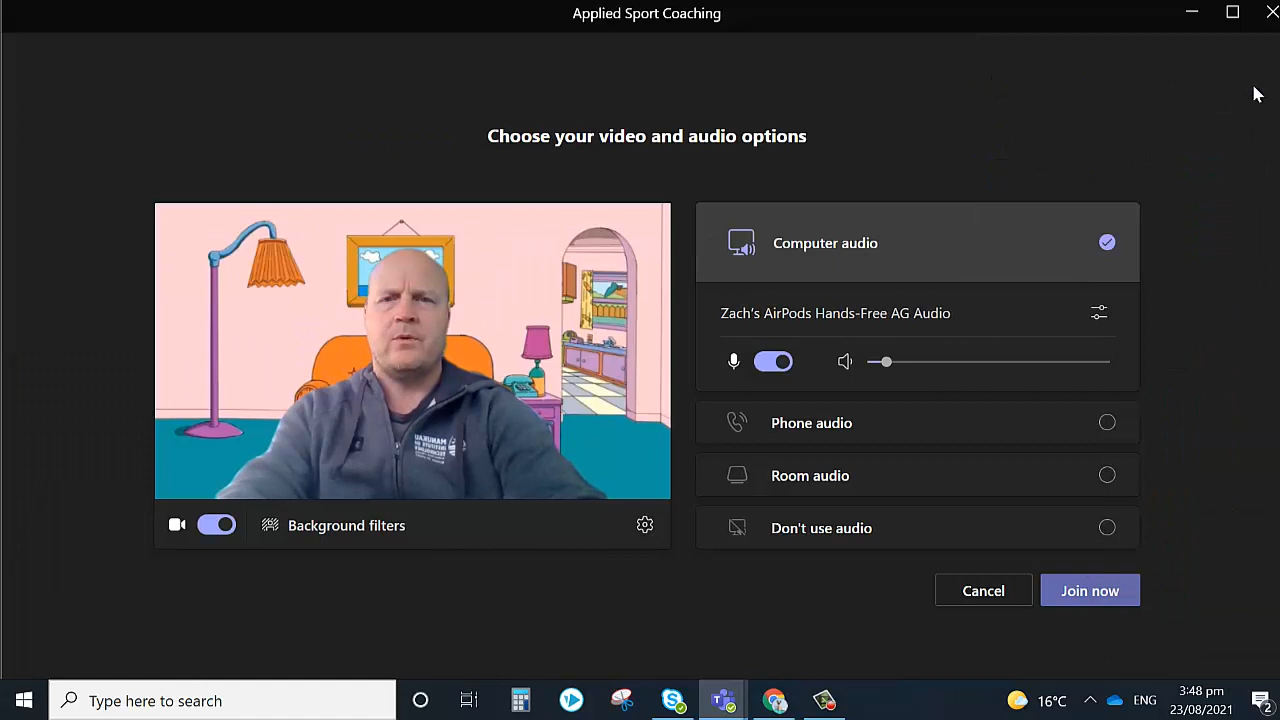 Applied Sport Coaching
Choose your video and audio options
Computer audio
Zach's AirPods Hands-Free AG Audio
Phone audio
Room audio
Don't use audio
Background filters
Cancel
Join now
Type here to search
16°C
ENG
3:48 pm
23/08/2021
2